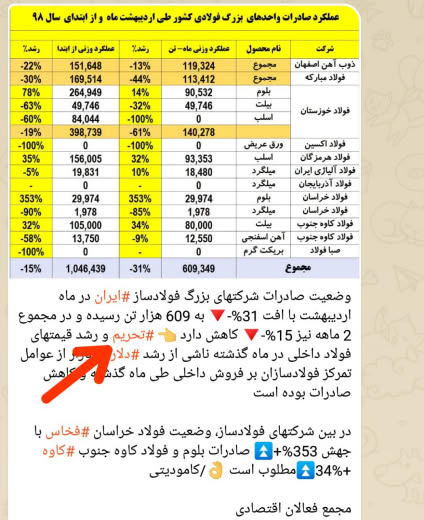 عملکرد صادرات واحدهای بزرگ فولادی کشور طی اردیبهشت ماه و از ابتدای سال ۹۸
شرکت نام محصول عملکرد وزنی ماه- تن رشد٪ عملکرد وزنی از ابتدا رشد٪
ذوب آهن اصفهان مجموع 119,324 -13% 151,648 -22%
فولاد مبارکه مجموع 113,412 -44% 169,514 -30%
فولاد خوزستان بلوم 90,532 14% 264,949 78%
بیلت 49,746 -32% 49,746 -63%
اسلب 0 -100% 84,044 -60%
140,278 -61% 398,739 -19%
فولاد اکسین ورق عریض 0 -100% 0 -100%
فولاد هرمزگان اسلب 93,353 32% 156,005 35%
فولاد آلیاژی ایران میلگرد 18,480 10% 19,831 -5%
فولاد آذربایجان میلگرد 0 - 0 -
فولاد خراسان بلوم 29,974 353% 29,974 353%
فولاد خراسان میلگرد 1,978 -85% 1,978 -90%
فولاد کاوه جنوب بیلت 80,000 34% 105,000 32%
فولاد کاوه جنوب آهن اسفنجی 12,550 -9% 13,750 -58%
صبا فولاد بریکت گرم 0 - 0 -100%
مجموع 609,349 -31% 1,046,439 -15%
وضعیت صادرات شرکتهای بزرگ فولادساز #ایران در ماه
اردیبهشت با افت 31%-🔻 به 609 هزار تن رسیده و در مجموع
2 ماهه نیز 15%-🔻 کاهش دارد 👈 #تحریم و رشد قیمتهای
فولاد داخلی در ماه گذشته ناشی از رشد #دلار از عوامل
تمرکز فولادسازان بر فروش داخلی طی ماه گذشته و کاهش
صادرات بوده است
در بین شرکتهای فولادساز، وضعیت فولاد خراسان #فخاس با
جهش 353%+⏫ صادرات بلوم و فولاد کاوه جنوب #کاوه
+34%⏫مطلوب است 👌/کامودیتی
مجمع فعالان اقتصادی